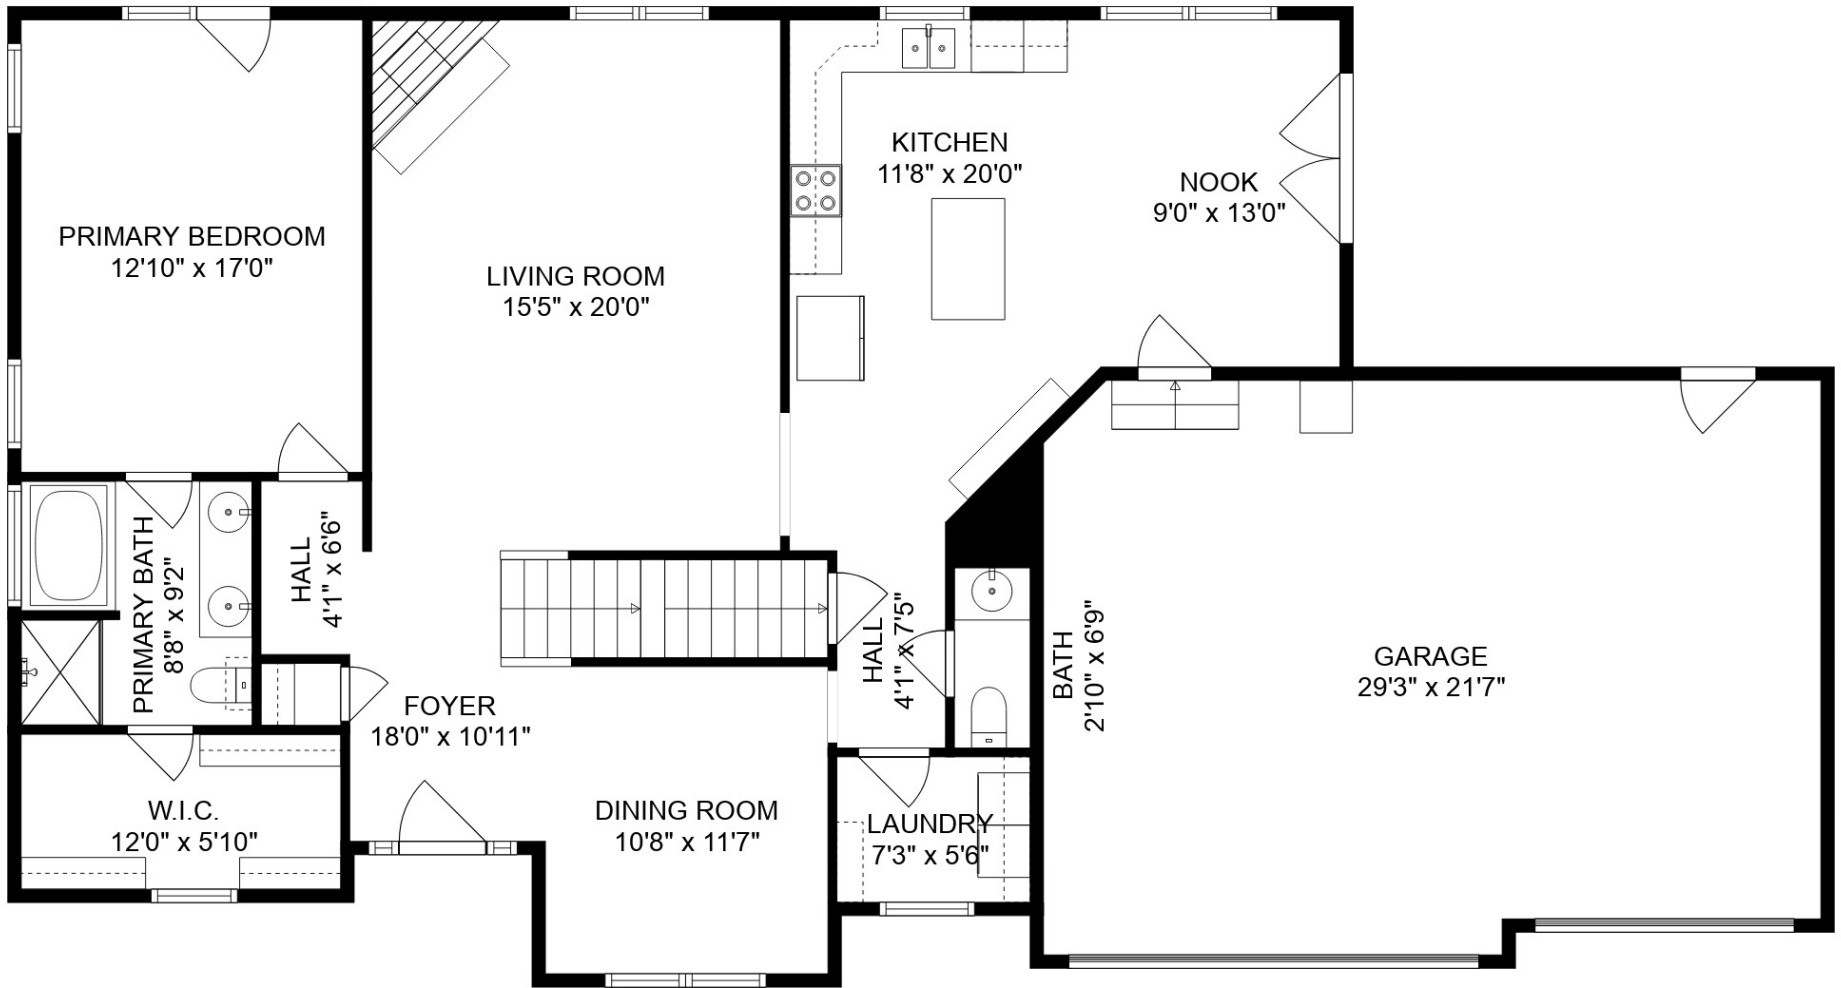 KITCHEN
11'8" x 20'0"
NOOK
9'0" x 13'0"
PRIMARY BEDROOM
12'10" x 17'0"
LIVING ROOM
15'5" x 20'0"
HALL
4'1" x 6'6"
PRIMARY BATH
8'8" x 9'2"
HALL
4'1" x 7'5"
BATH
2'10" x 6'9"
GARAGE
29'3" x 21'7"
FOYER
18'0" x 10'11"
W.I.C.
12'0" x 5'10"
DINING ROOM
10'8" x 11'7"
LAUNDRY
7'3" x 5'6"